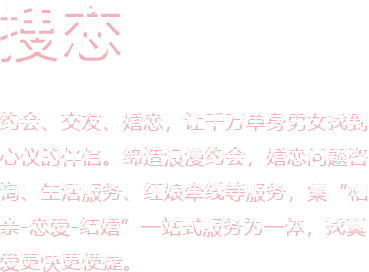 搜恋
约会、交友、婚恋，让千万单身男女找到
心仪的伴侣。缔造浪漫约会，婚恋问题咨
询、生活服务、红娘牵线等服务，集“相
亲-恋爱-结婚”一站式服务为一体，找真
爱更快更便捷。